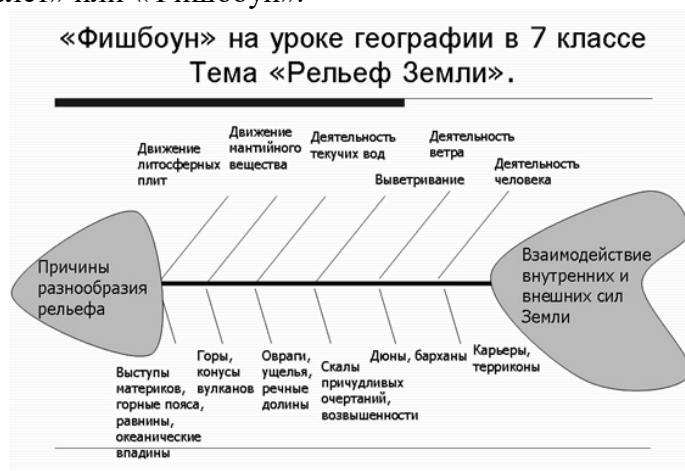 или «Фишбоун».
«Фишбоун» на уроке географии в 7 классе
Тема «Рельеф Земли».
Движение
литосферных
плит
Движение
мантийного
вещества
Деятельность
текучих вод
Выветривание
Деятельность
ветра
Деятельность
человека
Причины
разнообразия
рельефа
Взаимодействие
внутренних и
внешних сил
Земли
Выступы
материков,
горные пояса,
равнины,
океанические
впадины
Горы,
конусы
вулканов
Овраги,
ущелья,
речные
долины
Скалы
причудливых
очертаний,
возвышенности
Дюны, барханы
Карьеры,
терриконы